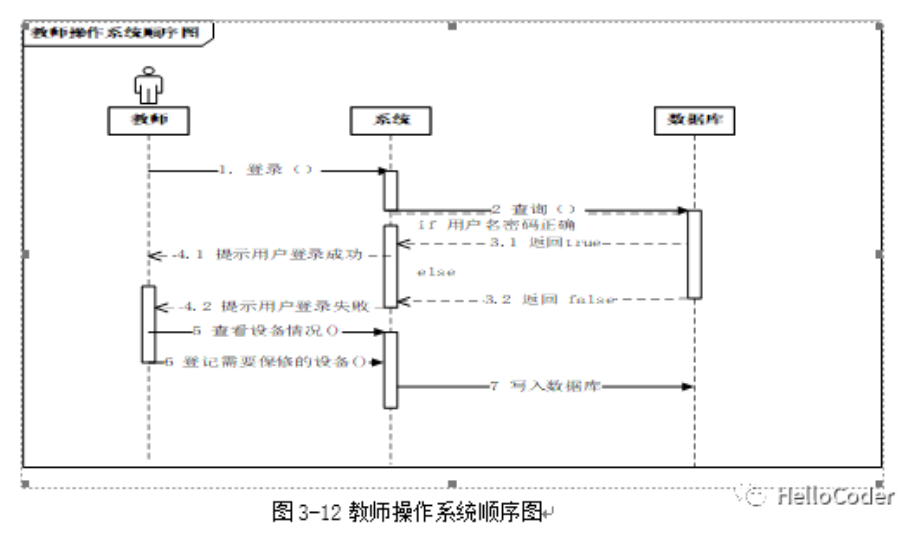 教师操作系统顺序图
教师
系统
数据库
1. 登录（）
2 查询（）
if 用户名密码正确
3.1 返回true
4.1 提示用户登录成功
else
3.2 返回 false
4.2 提示用户登录失败
5 查看设备情况()
6 登记需要保修的设备()
7 写入数据库
HelloCoder
图 3-12 教师操作系统顺序图